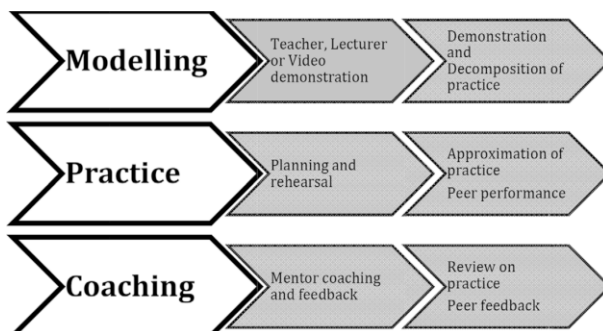 Modelling
Teacher, Lecturer
or Video
demonstration
Demonstration
and
Decomposition of
practice
Practice
Planning and
rehearsal
Approximation of
practice
Peer performance
Coaching
Mentor coaching
and feedback
Review on
practice
Peer feedback